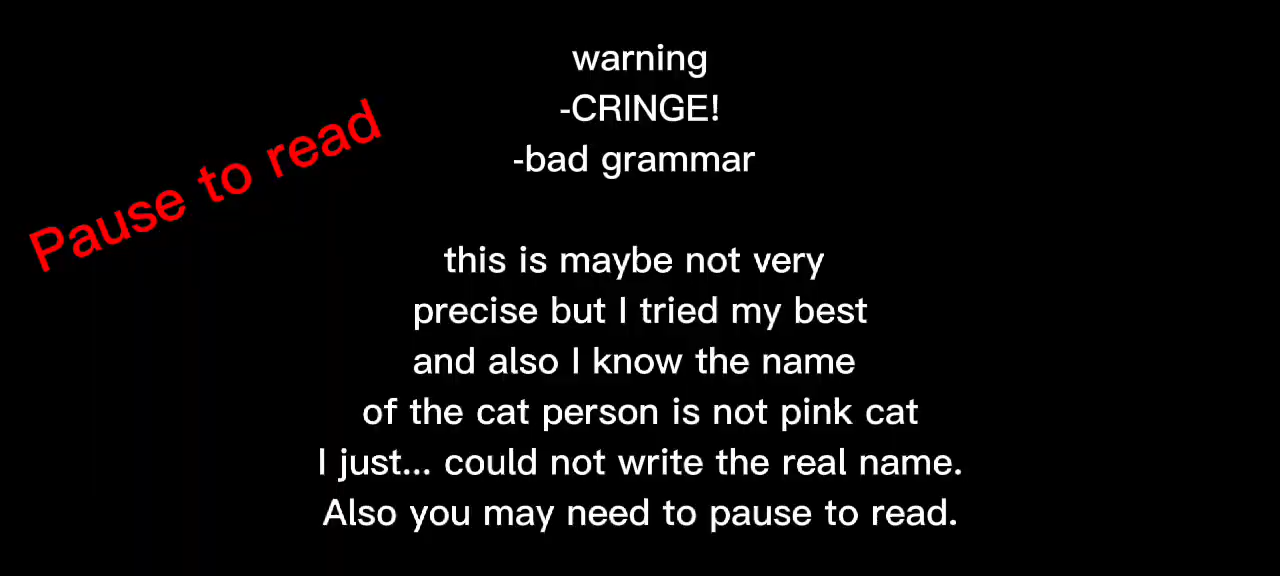 warning
-CRINGE!
-bad grammar
Pause to read
this is maybe not very
precise but I tried my best
and also I know the name
of the cat person is not pink cat
I just... could not write the real name.
Also you may need to pause to read.